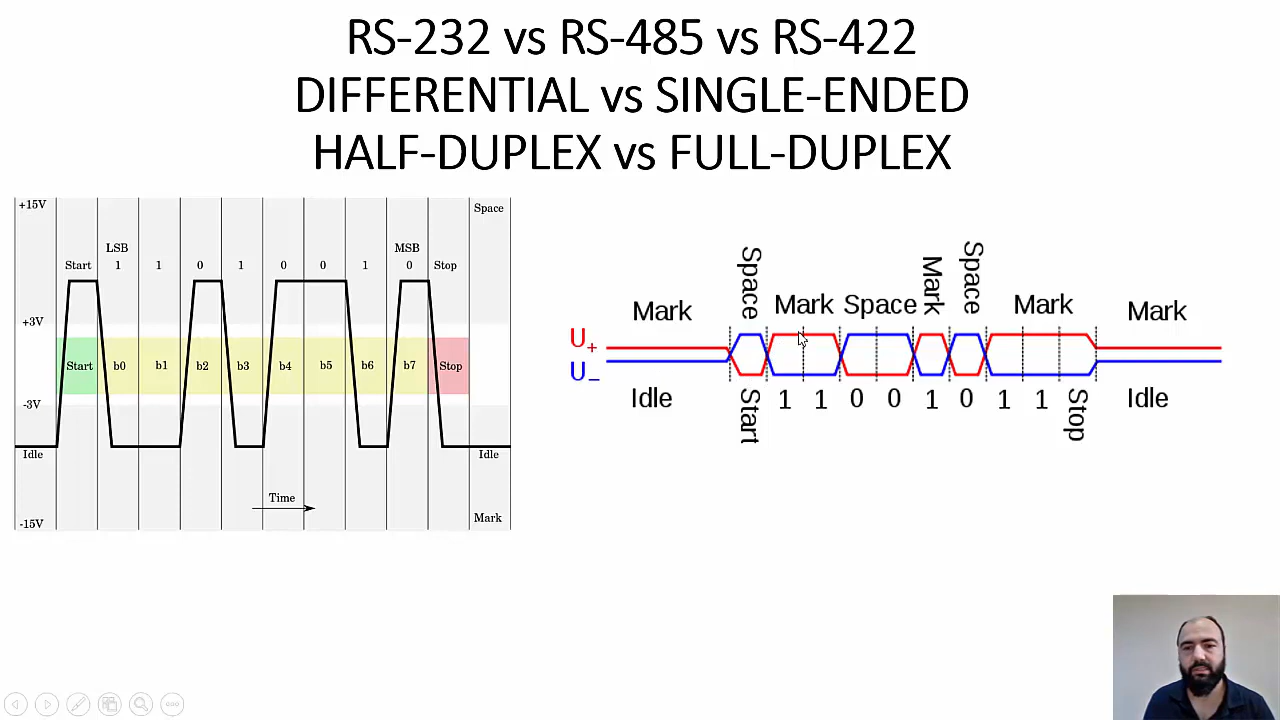 RS-232 vs RS-485 vs RS-422
DIFFERENTIAL vs SINGLE-ENDED
HALF-DUPLEX vs FULL-DUPLEX
+15V
Space
LSB
MSB
Start 1 1 0 1 0 0 1 0 Stop
+3V
Start b0 b1 b2 b3 b4 b5 b6 b7 Stop
-3V
Idle
Idle
Time
-15V
Mark
Mark Space Mark Space Mark Space Mark Mark
U+
U−
Idle Start 1 1 0 0 1 0 1 1 Stop Idle